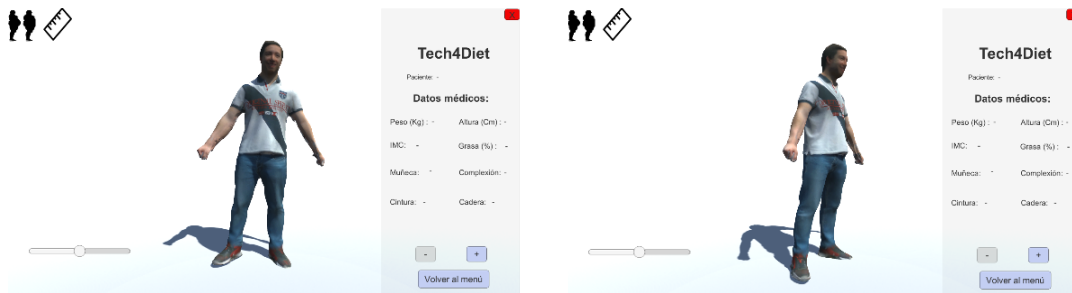 X
Tech4Diet
Paciente: -
Datos médicos:
Peso (Kg) : - Altura (Cm) : -
IMC: - Grasa (%) : -
Muñeca: - Complexión: -
Cintura: - Cadera: -
- +
Volver al menú
Tech4Diet
Paciente: -
Datos médicos:
Peso (Kg) : - Altura (Cm) : -
IMC: - Grasa (%) : -
Muñeca: - Complexión: -
Cintura: - Cadera: -
- +
Volver al menú